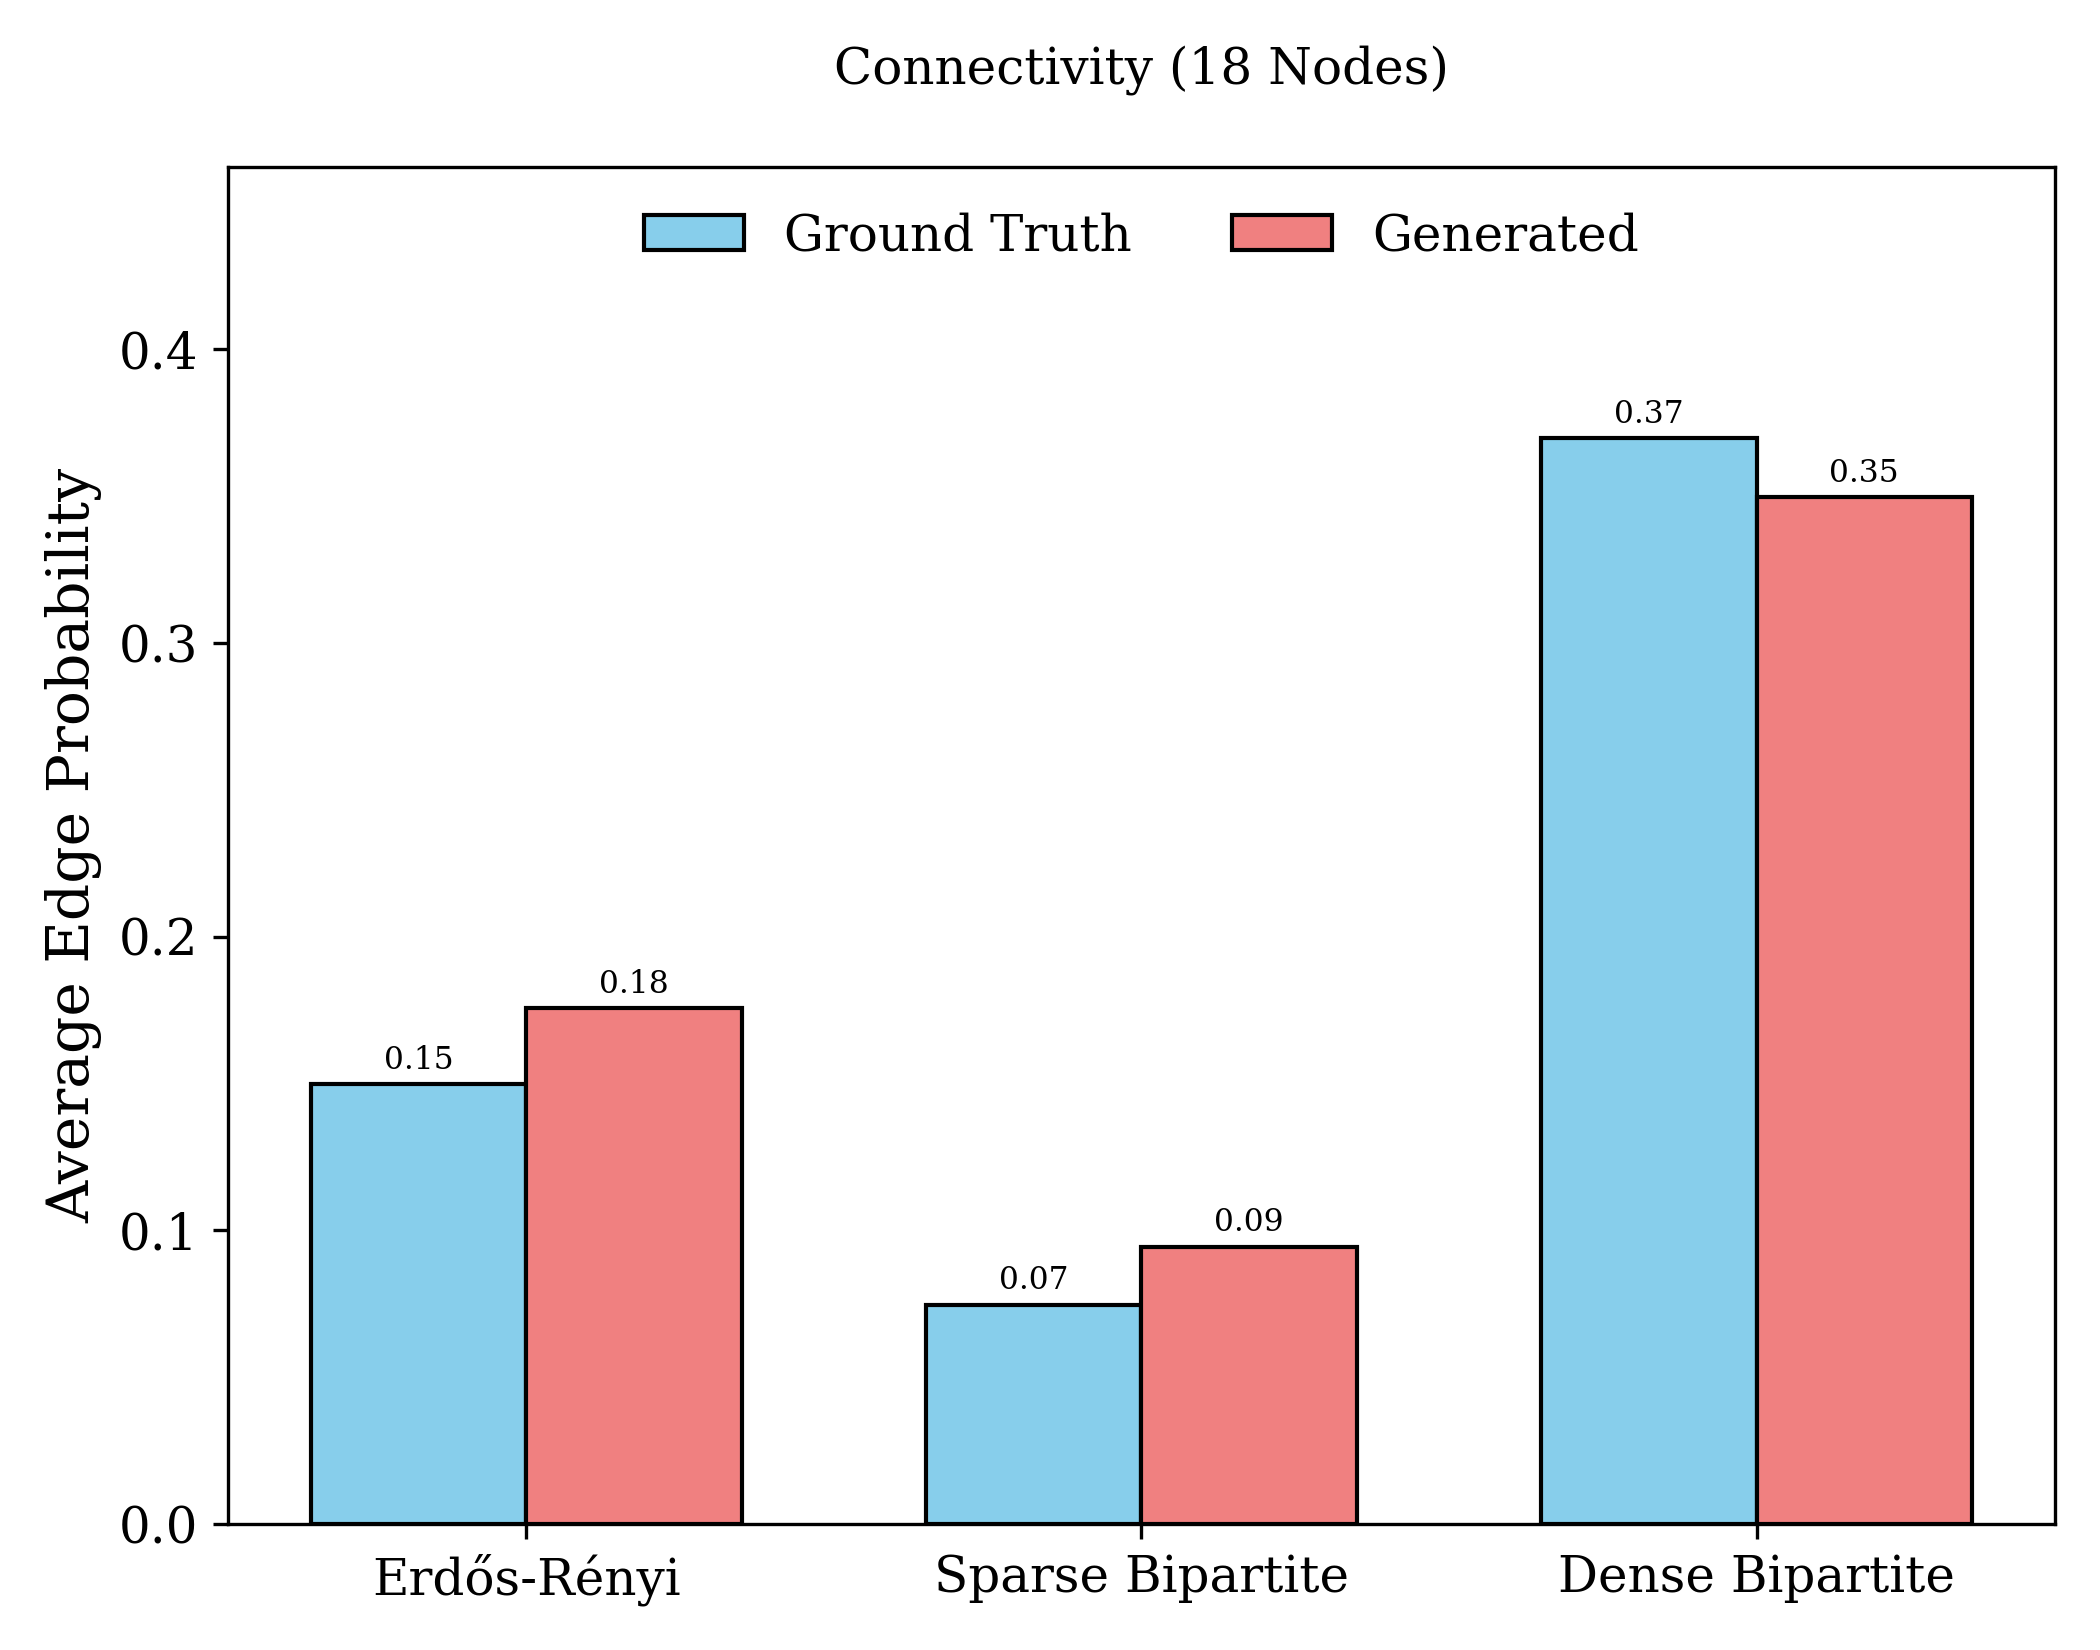 Connectivity (18 Nodes)
Ground Truth
Generated
Average Edge Probability
0.4
0.3
0.2
0.1
0.0
0.15
0.18
0.07
0.09
0.37
0.35
Erdős-Rényi
Sparse Bipartite
Dense Bipartite